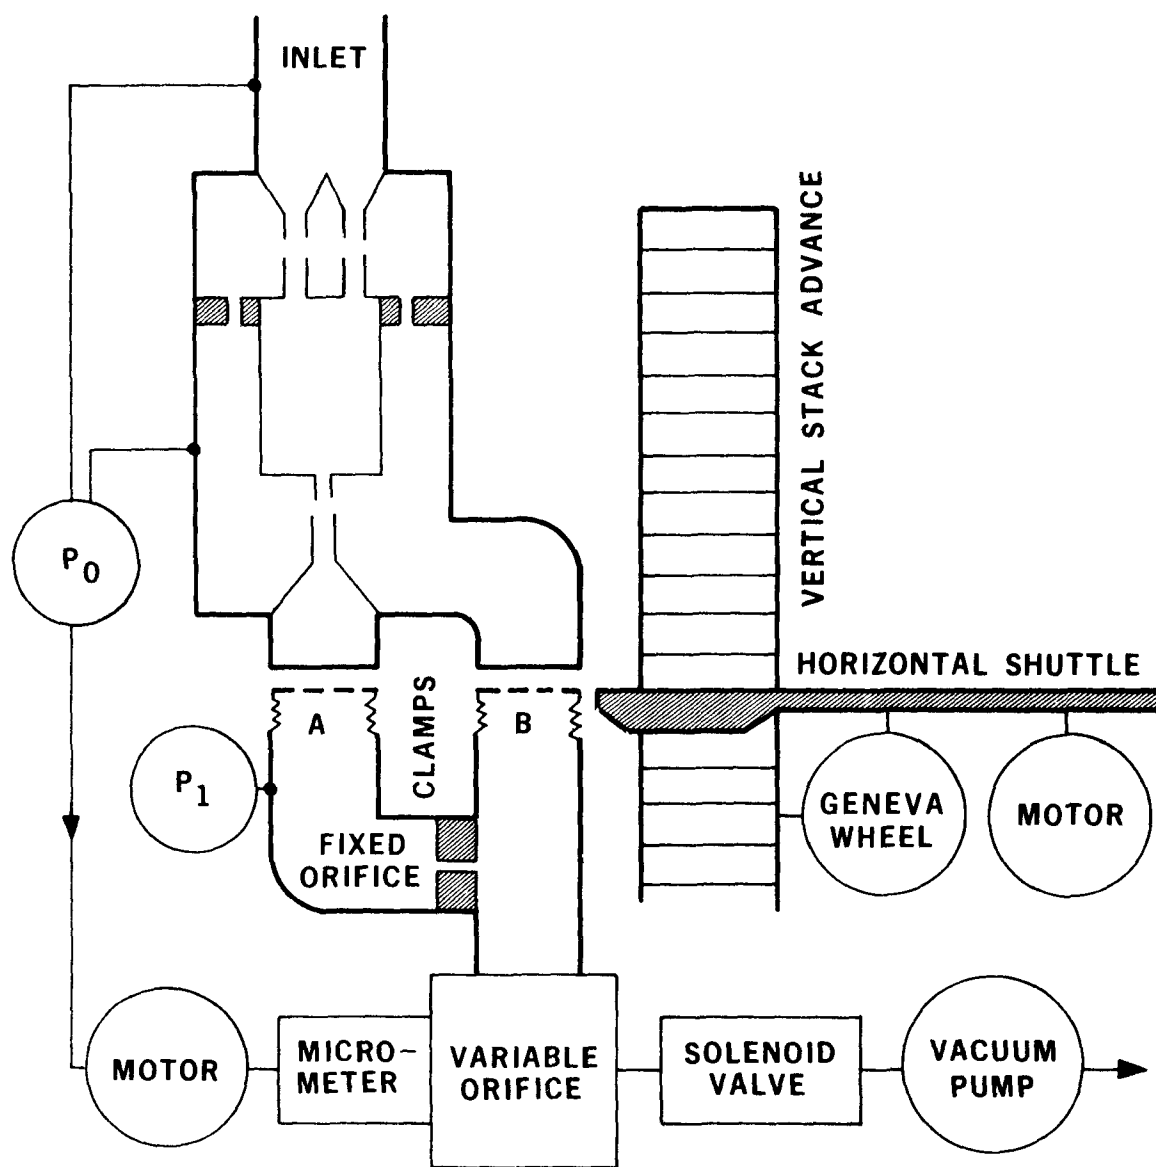 INLET
VERTICAL STACK ADVANCE
P0
HORIZONTAL SHUTTLE
A
CLAMPS
B
P1
GENEVA
WHEEL
MOTOR
FIXED
ORIFICE
MOTOR
MICRO-
METER
VARIABLE
ORIFICE
SOLENOID
VALVE
VACUUM
PUMP